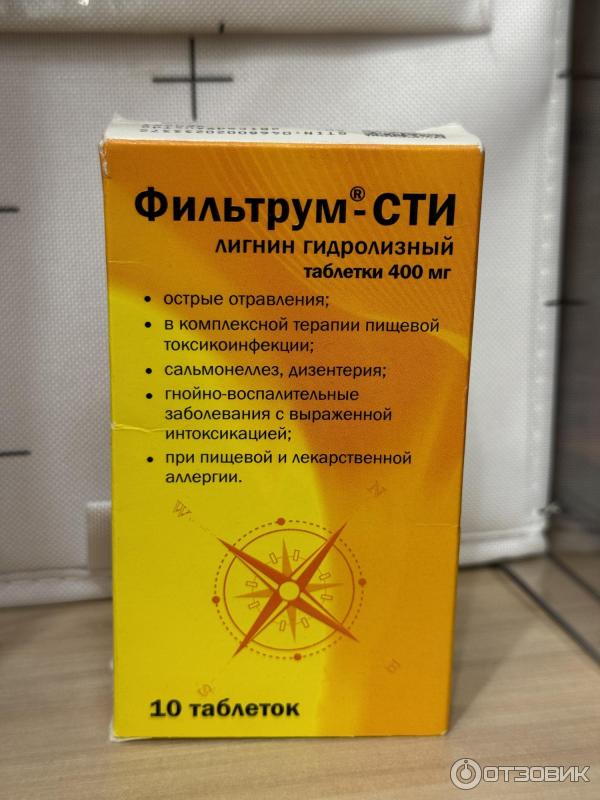 Фильтрум®-СТИ
лигнин гидролизный
таблетки 400 мг
• острые отравления;
• в комплексной терапии пищевой
токсикоинфекции;
• сальмонеллез, дизентерия;
• гнойно-воспалительные
заболевания с выраженной
интоксикацией;
• при пищевой и лекарственной
аллергии.
W
N
S
10 таблеток
ОТЗОВИК